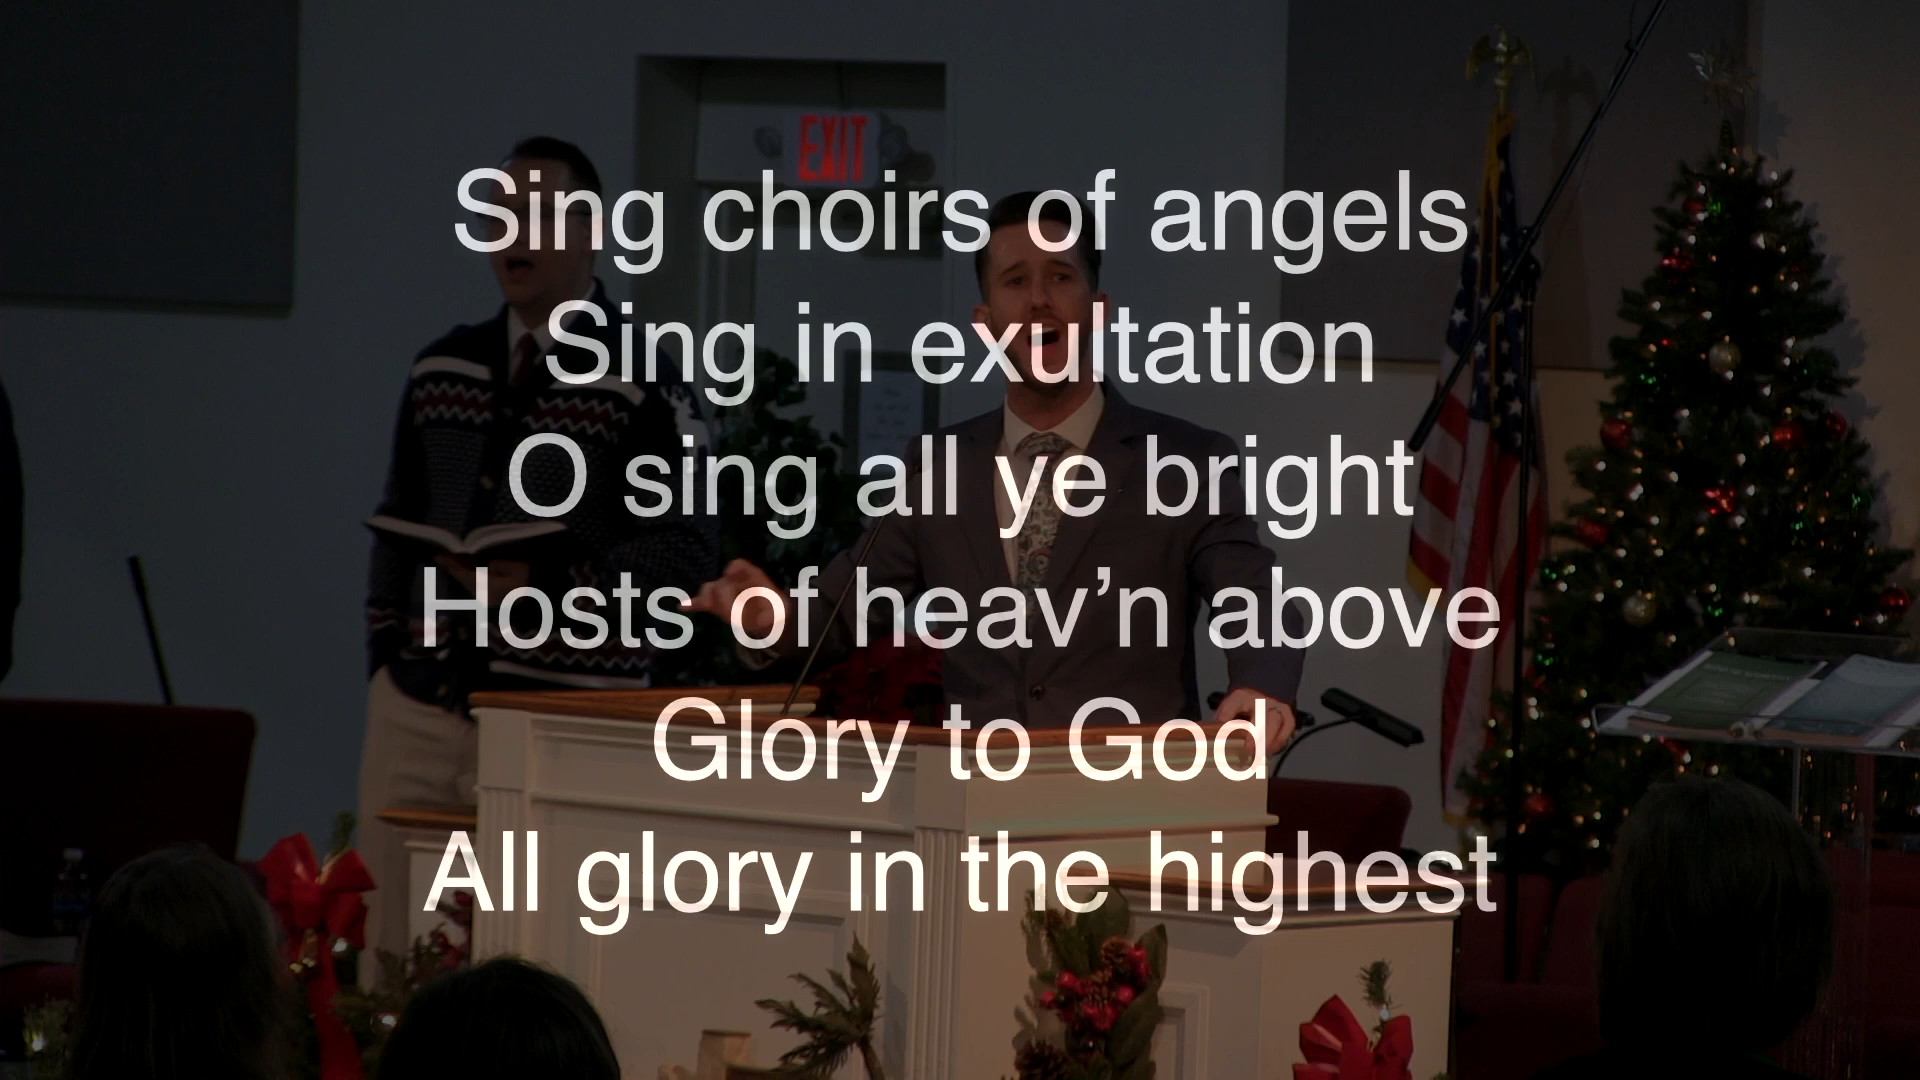 EXIT
Sing choirs of angels
Sing in exultation
O sing all ye bright
Hosts of heav’n above
Glory to God
All glory in the highest